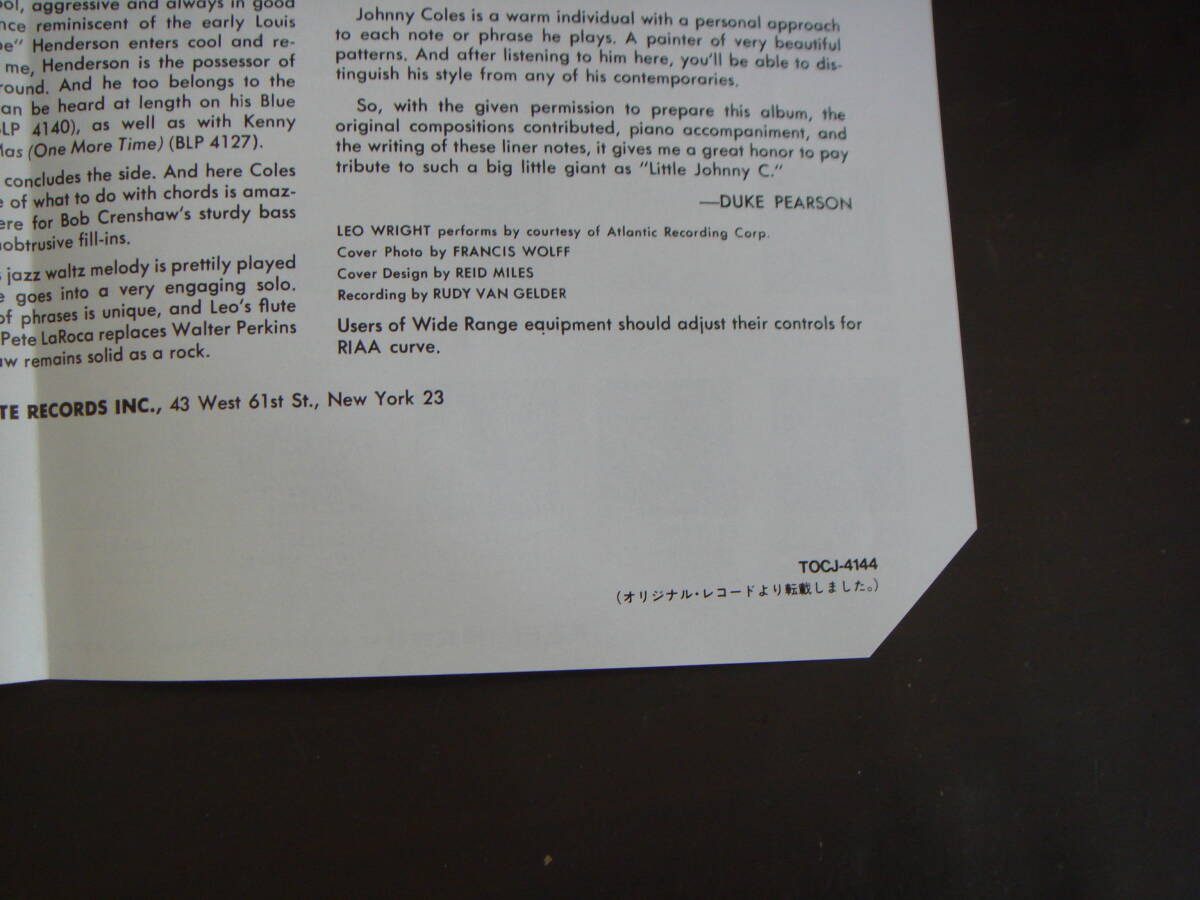 ol, aggressive and always in good
nce reminiscent of the early Louis
oe" Henderson enters cool and re-
me, Henderson is the possessor of
round. And he too belongs to the
an be heard at length on his Blue
LP 4140), as well as with Kenny
Mas (One More Time) (BLP 4127).
concludes the side. And here Coles
e of what to do with chords is amaz-
ere for Bob Crenshaw's sturdy bass
nobtrusive fill-ins.
s jazz waltz melody is prettily played
e goes into a very engaging solo.
of phrases is unique, and Leo's flute
Pete LaRoca replaces Walter Perkins
aw remains solid as a rock.
Johnny Coles is a warm individual with a personal approach
to each note or phrase he plays. A painter of very beautiful
patterns. And after listening to him here, you'll be able to dis-
tinguish his style from any of his contemporaries.
So, with the given permission to prepare this album, the
original compositions contributed, piano accompaniment, and
the writing of these liner notes, it gives me a great honor to pay
tribute to such a big little giant as "Little Johnny C."
—DUKE PEARSON
LEO WRIGHT performs by courtesy of Atlantic Recording Corp.
Cover Photo by FRANCIS WOLFF
Cover Design by REID MILES
Recording by RUDY VAN GELDER
Users of Wide Range equipment should adjust their controls for
RIAA curve.
TE RECORDS INC., 43 West 61st St., New York 23
TOCJ-4144
(オリジナル・レコードより転載しました。)